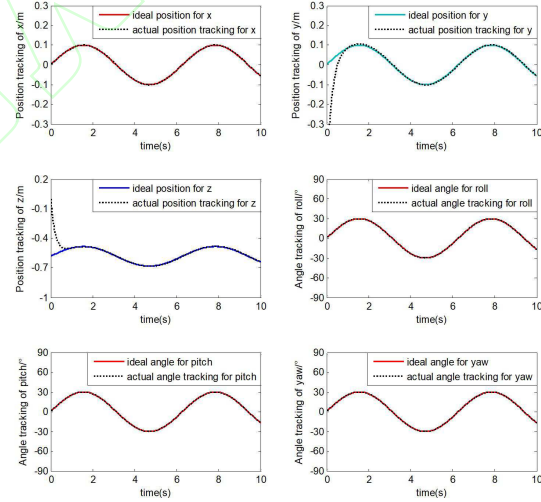 ideal position for x
actual position tracking for x
Position tracking of x/m
0.3
0.2
0.1
0
-0.1
-0.2
-0.3
0 2 4 6 8 10
time(s)
ideal position for y
actual position tracking for y
Position tracking of y/m
0.3
0.2
0.1
0
-0.1
-0.2
-0.3
0 2 4 6 8 10
time(s)
ideal position for z
actual position tracking for z
Position tracking of z/m
0.2
-0.1
-0.4
-0.7
-1
0 2 4 6 8 10
time(s)
ideal angle for roll
actual angle tracking for roll
Angle tracking of roll/°
90
60
30
0
-30
-60
-90
0 2 4 6 8 10
time(s)
ideal angle for pitch
actual angle tracking for pitch
Angle tracking of pitch/°
90
60
30
0
-30
-60
-90
0 2 4 6 8 10
time(s)
ideal angle for yaw
actual angle tracking for yaw
Angle tracking of yaw/°
90
60
30
0
-30
-60
-90
0 2 4 6 8 10
time(s)